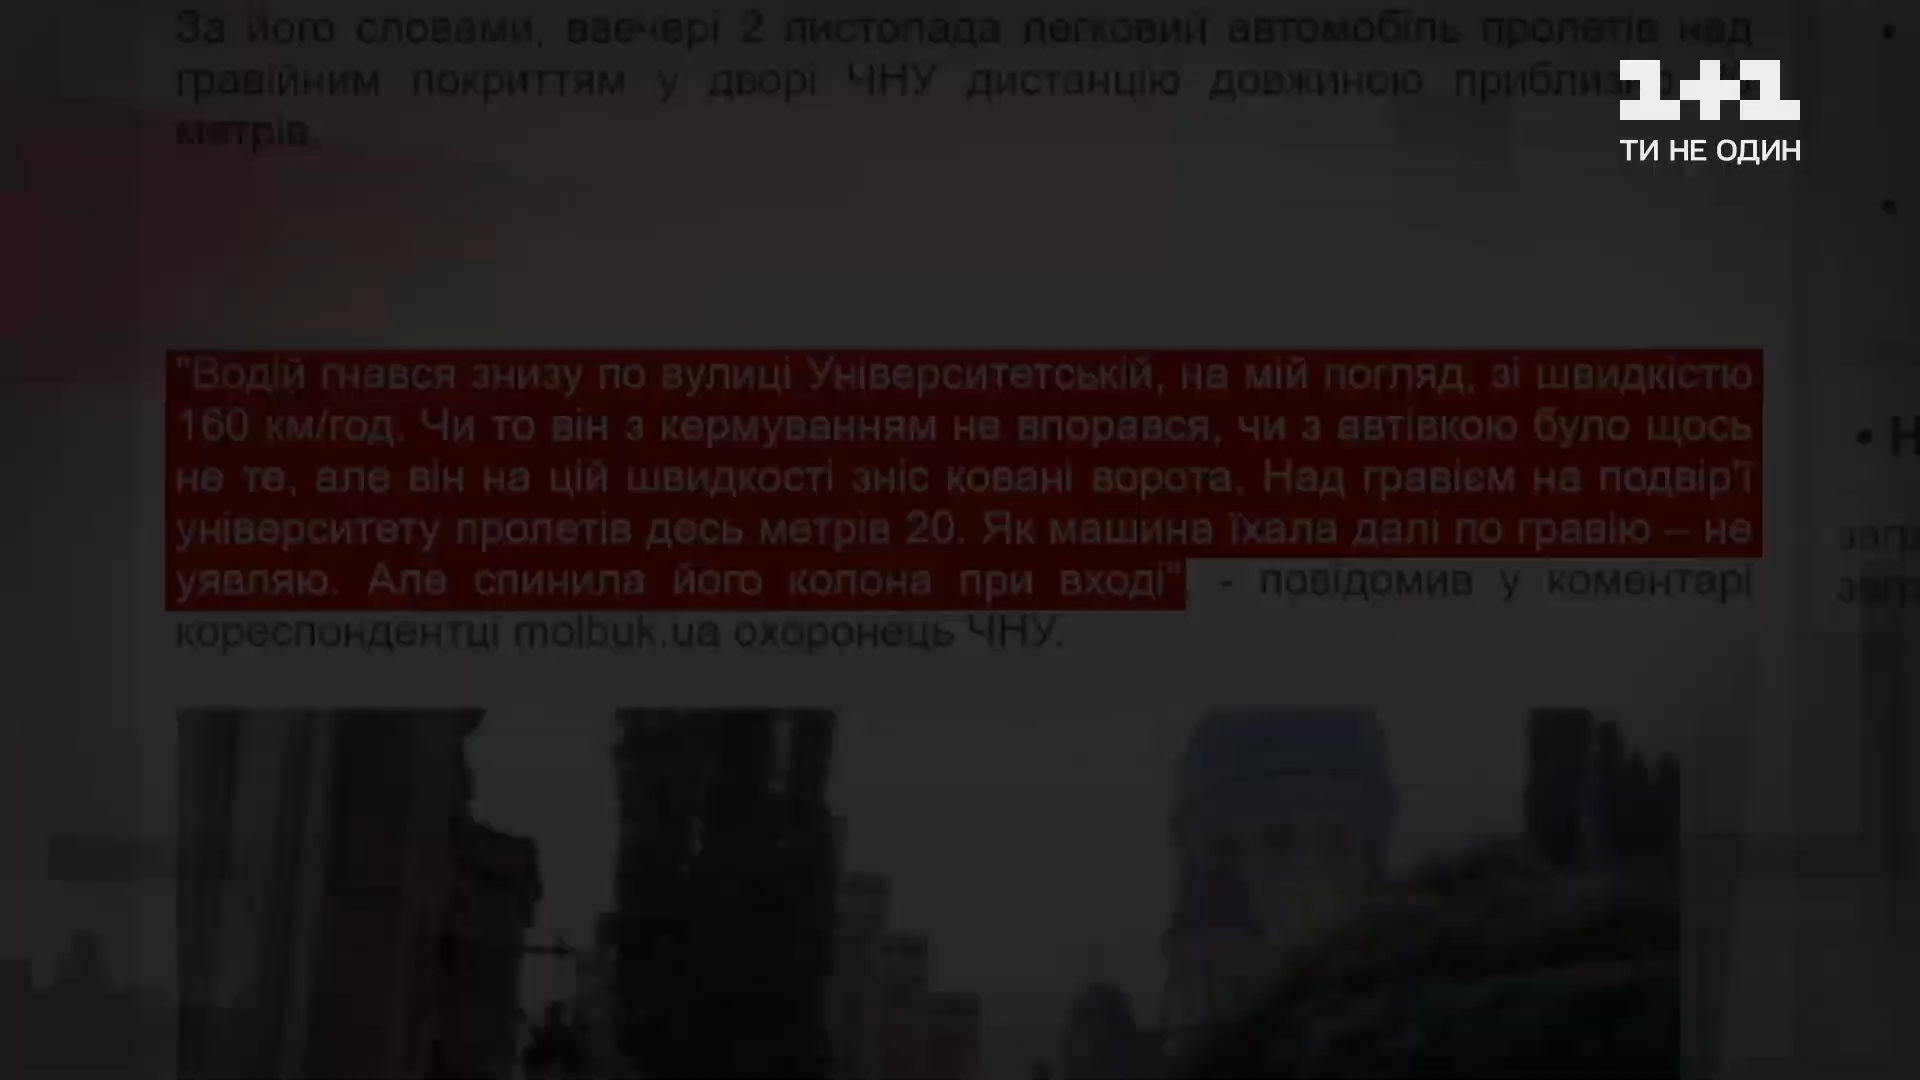 За його словами, ввечері 2 листопада легковий автомобіль пролетів над
гравійним покриттям у дворі ЧНУ дистанцію довжиною приблизно
метрів.
1+1
ТИ НЕ ОДИН
"Водій гнався знизу по вулиці Університетській, на мій погляд, зі швидкістю
160 км/год. Чи то він з кермуванням не впорався, чи з автівкою було щось
не те, але він на цій швидкості зніс ковані ворота. Над гравієм на подвір'ї
університету пролетів десь метрів 20. Як машина їхала далі по гравію – не
уявляю. Але спинила його колона при вході" - повідомив у коментарі
кореспондентці molbuk.ua охоронець ЧНУ.
• Н